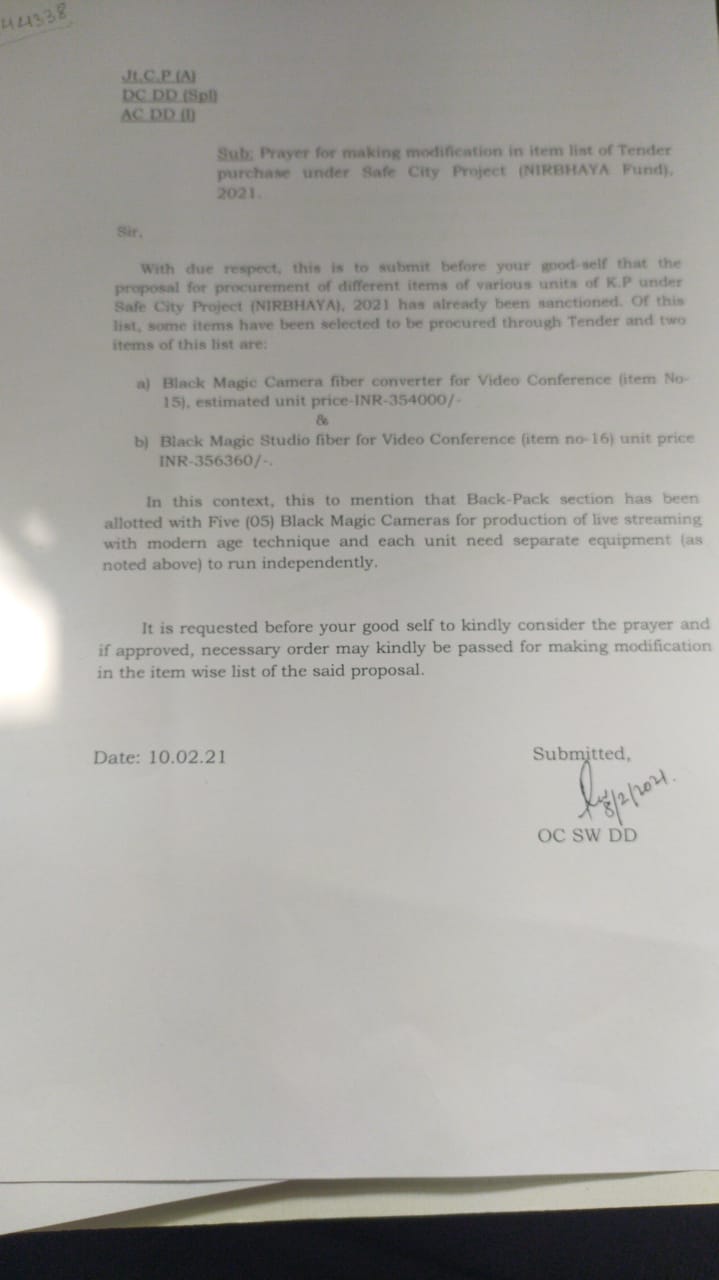 44338
Jt.C.P (A)
DC DD (Spl)
AC DD (I)
Sub: Prayer for making modification in item list of Tender
purchase under Safe City Project (NIRBHAYA Fund),
2021.
Sir,
With due respect, this is to submit before your good-self that the
proposal for procurement of different items of various units of K.P under
Safe City Project (NIRBHAYA), 2021 has already been sanctioned. Of this
list, some items have been selected to be procured through Tender and two
items of this list are:
a) Black Magic Camera fiber converter for Video Conference (item No-
15), estimated unit price-INR-354000/-
&
b) Black Magic Studio fiber for Video Conference (item no-16) unit price
INR-356360/-.
In this context, this to mention that Back-Pack section has been
allotted with Five (05) Black Magic Cameras for production of live streaming
with modern age technique and each unit need separate equipment (as
noted above) to run independently.
It is requested before your good self to kindly consider the prayer and
if approved, necessary order may kindly be passed for making modification
in the item wise list of the said proposal.
Date: 10.02.21
Submitted,
8/2/2021.
OC SW DD